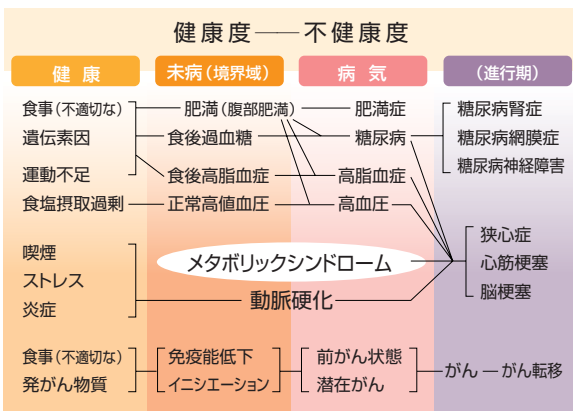 健康度――不健康度
健康 未病(境界域) 病気 (進行期)
食事(不適切な) 肥満(腹部肥満) 肥満症 糖尿病腎症
遺伝素因 食後過血糖 糖尿病 糖尿病網膜症
糖尿病神経障害
運動不足 食後高脂血症 高脂血症
食塩摂取過剰 正常高値血圧 高血圧
狭心症
喫煙 メタボリックシンドローム 心筋梗塞
ストレス 脳梗塞
炎症 動脈硬化
食事(不適切な) 免疫能低下 前がん状態
がん がん転移
発がん物質 イニシエーション 潜在がん